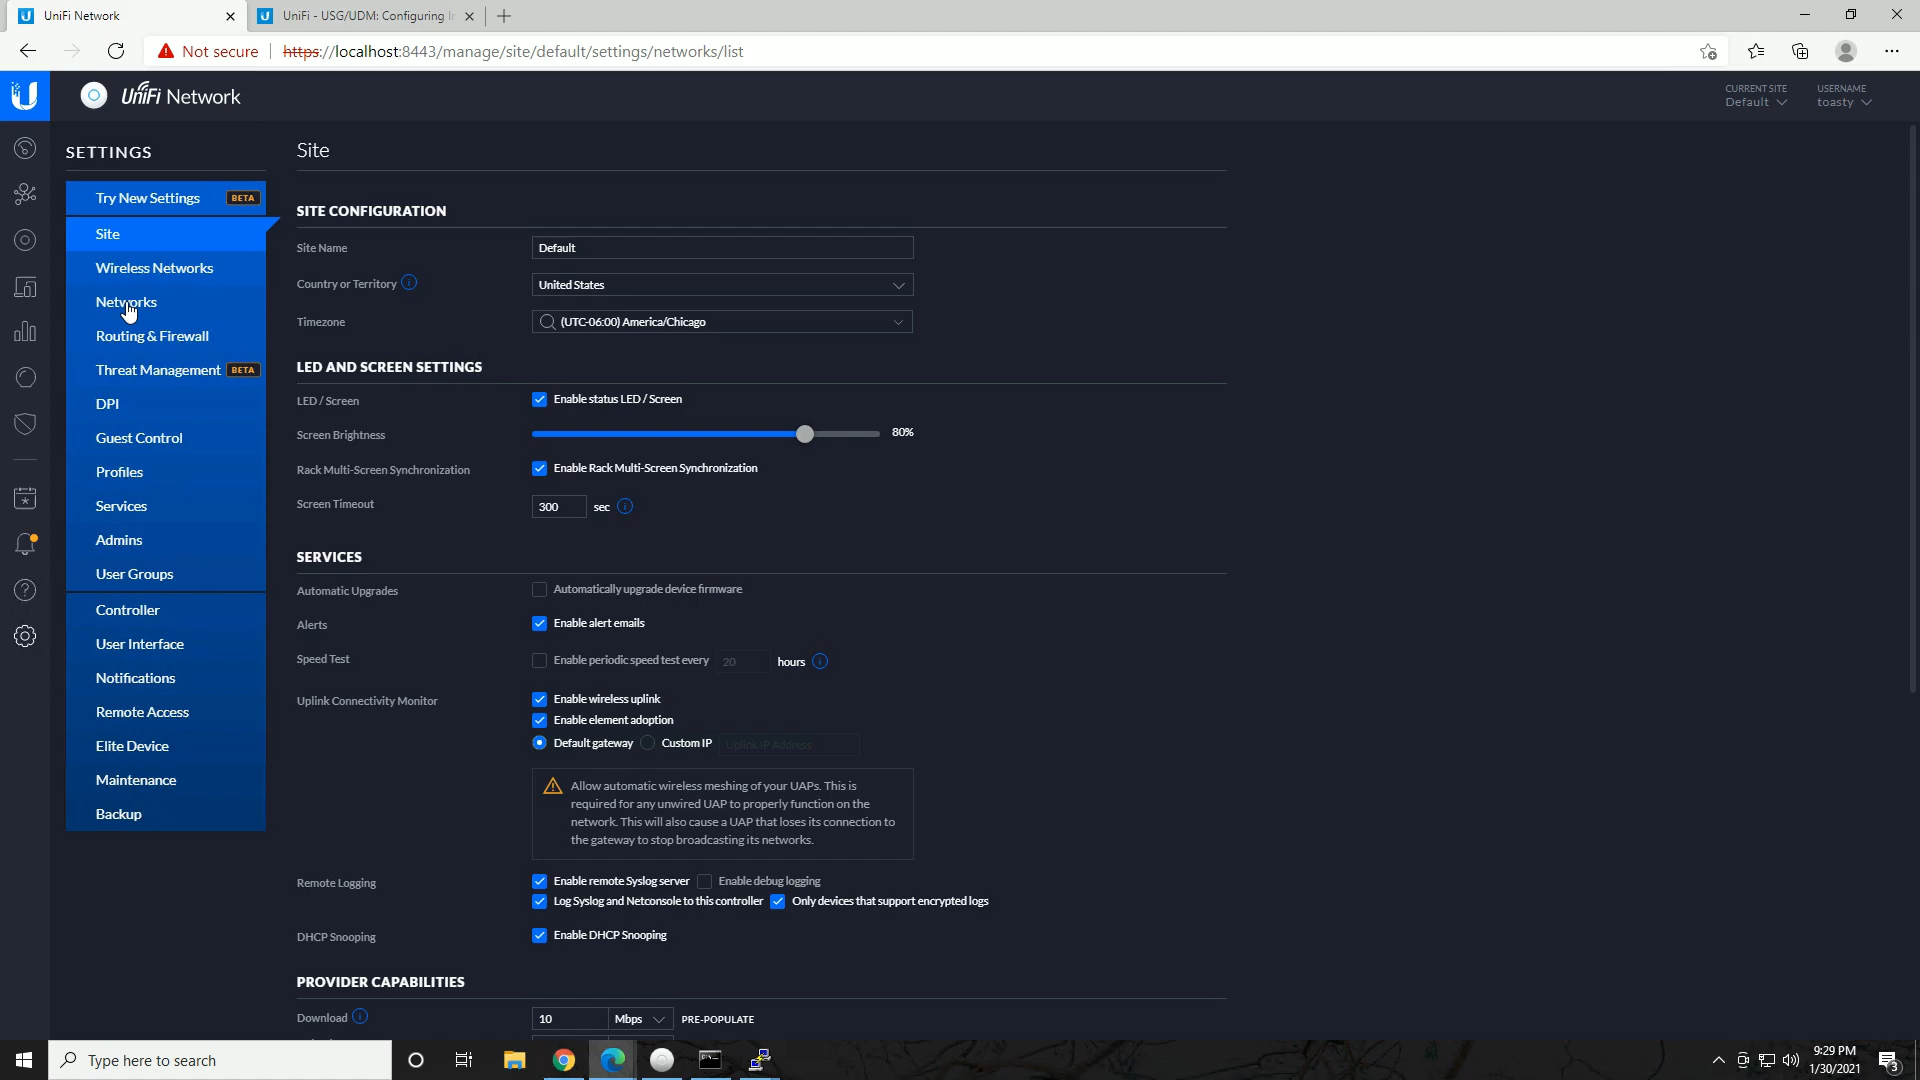 UniFi Network
UniFi - USG/UDM: Configuring In
Not secure
https://localhost:8443/manage/site/default/settings/networks/list
UniFi Network
CURRENT SITE
Default
USERNAME
toasty
SETTINGS
Try New Settings BETA
Site
Wireless Networks
Networks
Routing & Firewall
Threat Management BETA
DPI
Guest Control
Profiles
Services
Admins
User Groups
Controller
User Interface
Notifications
Remote Access
Elite Device
Maintenance
Backup
Site
SITE CONFIGURATION
Site Name Default
Country or Territory United States
Timezone (UTC-06:00) America/Chicago
LED AND SCREEN SETTINGS
LED / Screen Enable status LED / Screen
Screen Brightness 80%
Rack Multi-Screen Synchronization Enable Rack Multi-Screen Synchronization
Screen Timeout 300 sec
SERVICES
Automatic Upgrades Automatically upgrade device firmware
Alerts Enable alert emails
Speed Test Enable periodic speed test every 20 hours
Uplink Connectivity Monitor Enable wireless uplink
Enable element adoption
Default gateway Custom IP Uplink IP Address
Allow automatic wireless meshing of your UAPs. This is
required for any unwired UAP to properly function on the
network. This will also cause a UAP that loses its connection to
the gateway to stop broadcasting its networks.
Remote Logging Enable remote Syslog server Enable debug logging
Log Syslog and Netconsole to this controller Only devices that support encrypted logs
DHCP Snooping Enable DHCP Snooping
PROVIDER CAPABILITIES
Download 10 Mbps PRE-POPULATE
Type here to search
9:29 PM
1/30/2021
3